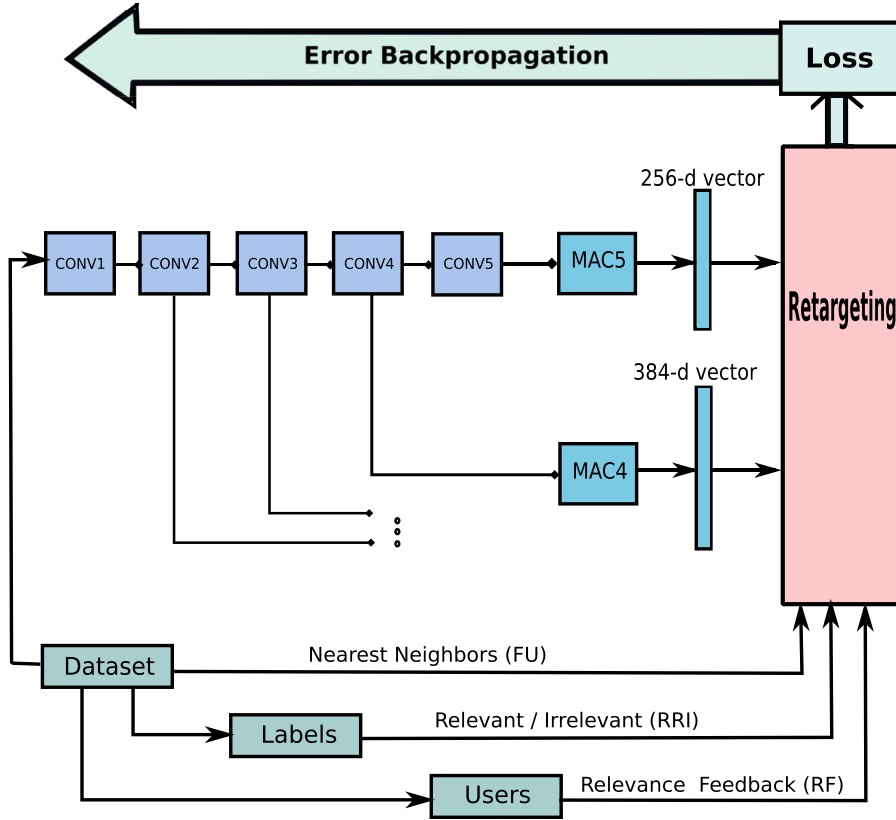 Error Backpropagation
Loss
256-d vector
CONV1
CONV2
CONV3
CONV4
CONV5
MAC5
Retargeting
384-d vector
MAC4
Dataset
Nearest Neighbors (FU)
Labels
Relevant / Irrelevant (RRI)
Users
Relevance Feedback (RF)